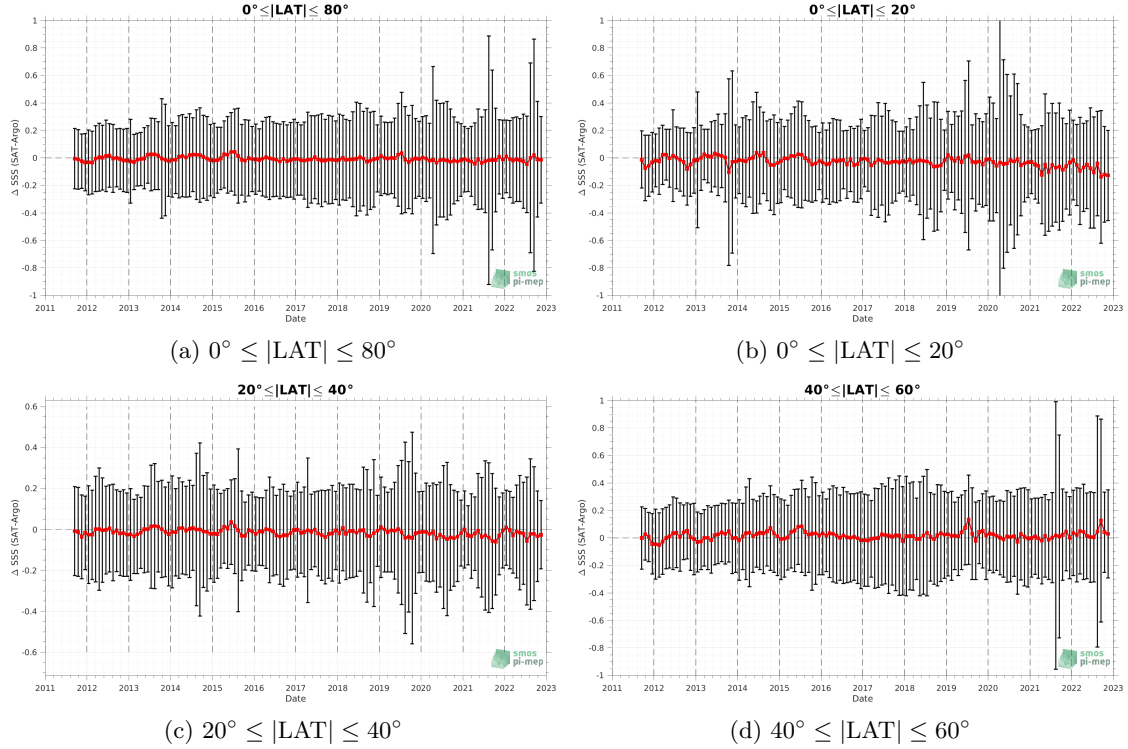 0°≤|LAT|≤ 80°
1
0.8
0.6
0.4
0.2
0
-0.2
-0.4
-0.6
-0.8
-1
Δ SSS (SAT-Argo)
2011 2012 2013 2014 2015 2016 2017 2018 2019 2020 2021 2022 2023
Date
smos
pi-mep
(a) 0° ≤ |LAT| ≤ 80°
0°≤|LAT|≤ 20°
1
0.8
0.6
0.4
0.2
0
-0.2
-0.4
-0.6
-0.8
-1
Δ SSS (SAT-Argo)
2011 2012 2013 2014 2015 2016 2017 2018 2019 2020 2021 2022 2023
Date
smos
pi-mep
(b) 0° ≤ |LAT| ≤ 20°
20°≤|LAT|≤ 40°
0.6
0.4
0.2
0
-0.2
-0.4
-0.6
Δ SSS (SAT-Argo)
2011 2012 2013 2014 2015 2016 2017 2018 2019 2020 2021 2022 2023
Date
smos
pi-mep
(c) 20° ≤ |LAT| ≤ 40°
40°≤|LAT|≤ 60°
1
0.8
0.6
0.4
0.2
0
-0.2
-0.4
-0.6
-0.8
-1
Δ SSS (SAT-Argo)
2011 2012 2013 2014 2015 2016 2017 2018 2019 2020 2021 2022 2023
Date
smos
pi-mep
(d) 40° ≤ |LAT| ≤ 60°